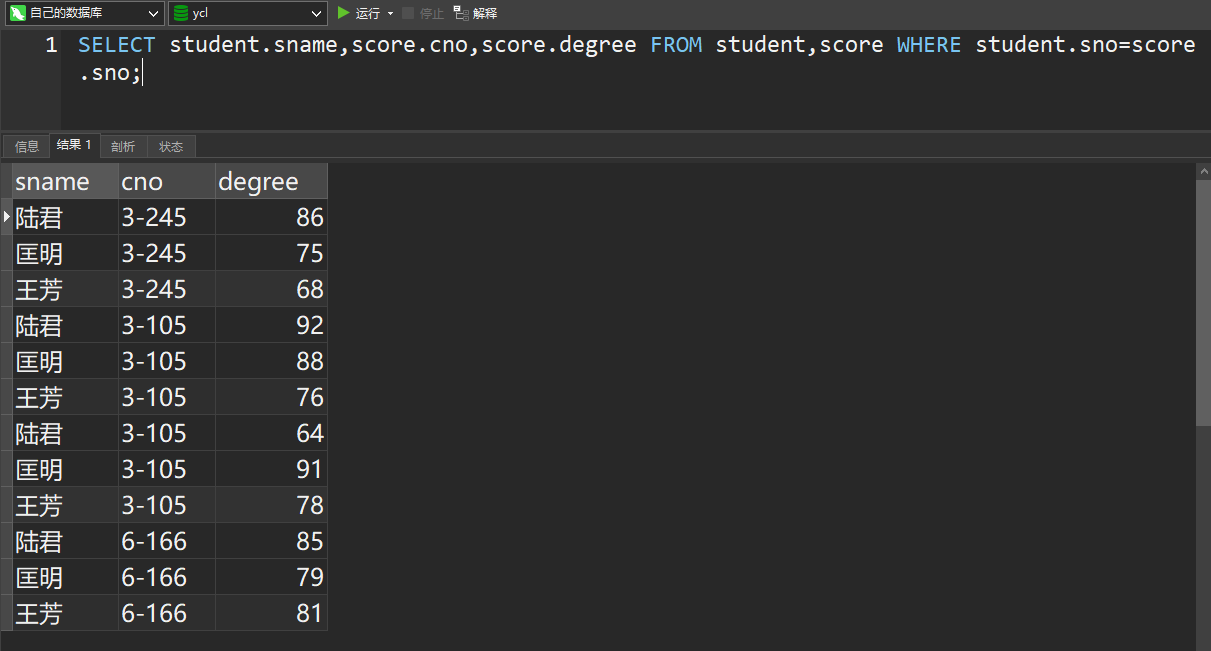 自己的数据库 ycl 运行 停止 解释
1 SELECT student.sname,score.cno,score.degree FROM student,score WHERE student.sno=score
.sno;
信息 结果 1 剖析 状态
sname cno degree
陆君 3-245 86
匡明 3-245 75
王芳 3-245 68
陆君 3-105 92
匡明 3-105 88
王芳 3-105 76
陆君 3-105 64
匡明 3-105 91
王芳 3-105 78
陆君 6-166 85
匡明 6-166 79
王芳 6-166 81